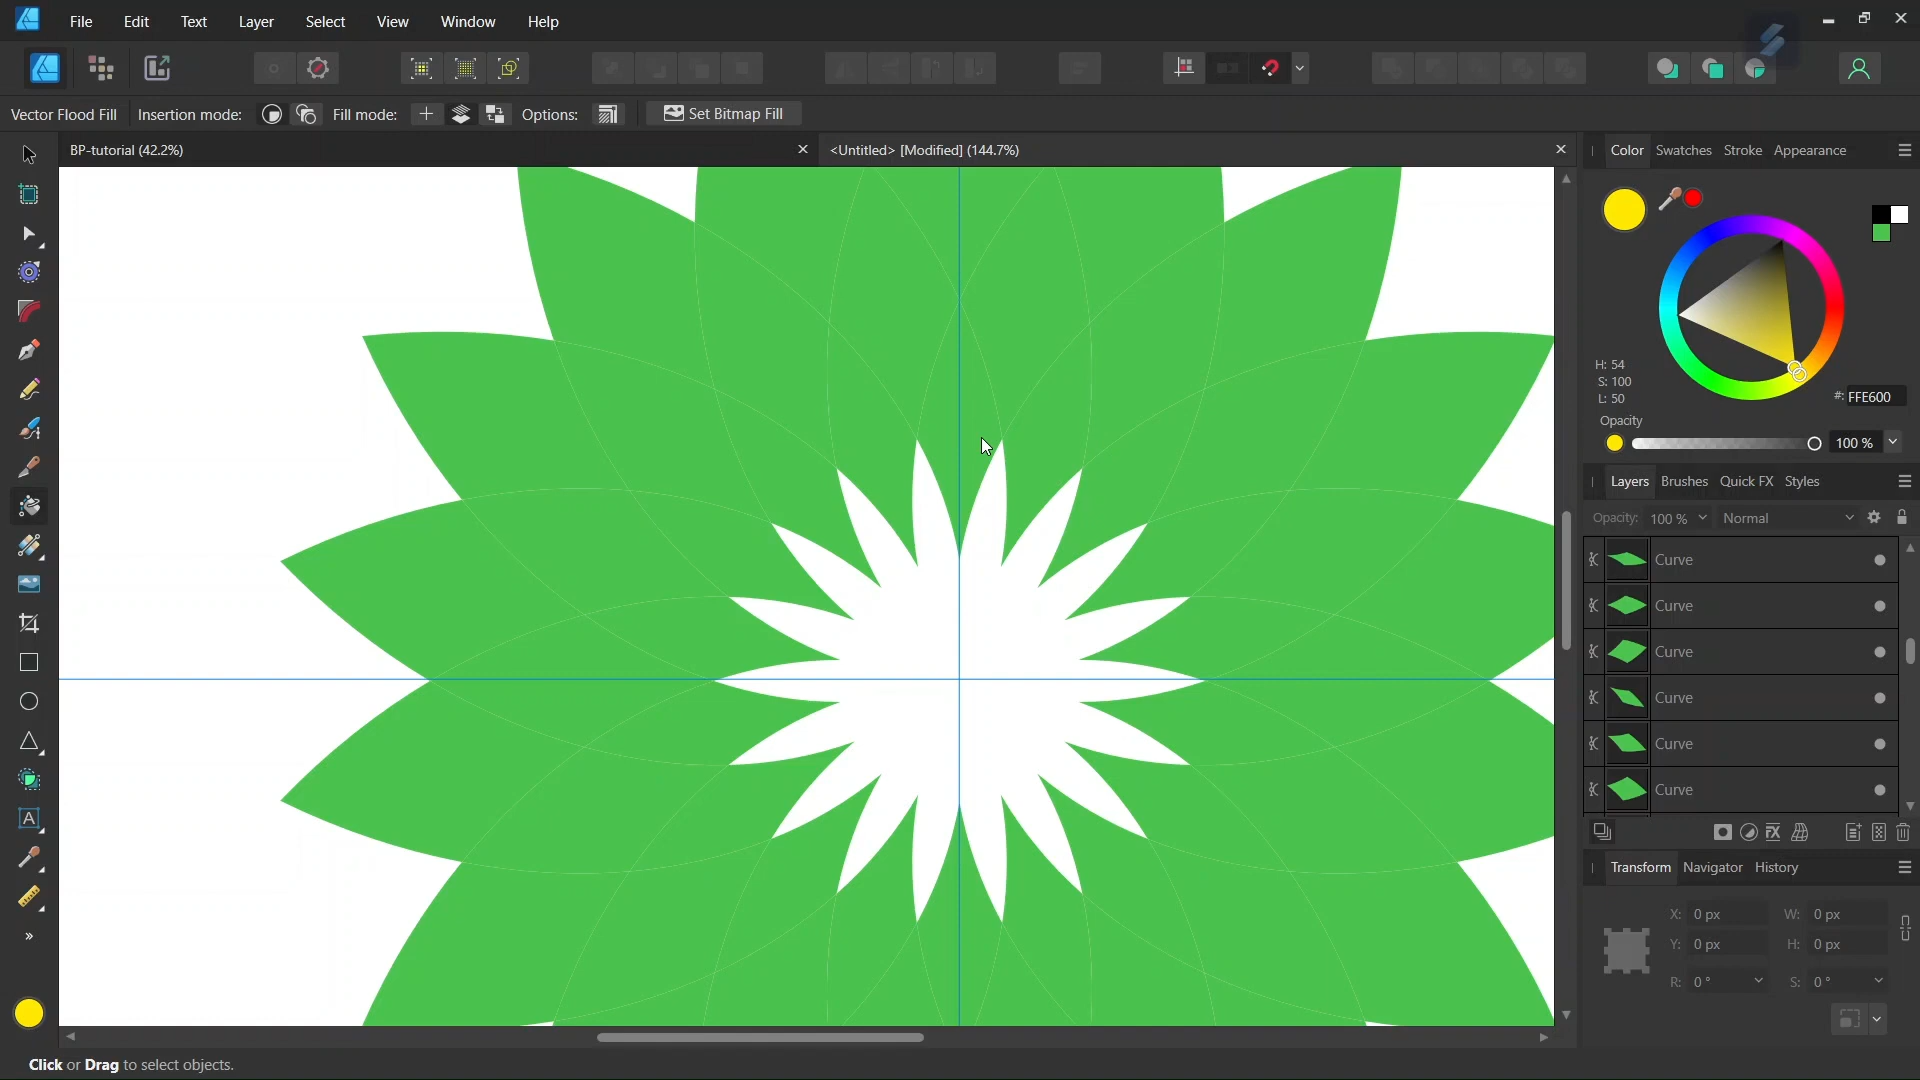 File Edit Text Layer Select View Window Help
Vector Flood Fill Insertion mode: Fill mode: Options: Set Bitmap Fill
BP-tutorial (42.2%) <Untitled> [Modified] (144.7%)
Color Swatches Stroke Appearance
H: 54
S: 100
L: 50
#: FFE600
Opacity
100 %
Layers Brushes Quick FX Styles
Opacity: 100 % Normal
Curve
Curve
Curve
Curve
Curve
Curve
Transform Navigator History
X: 0 px W: 0 px
Y: 0 px H: 0 px
R: 0 ° S: 0 °
Click or Drag to select objects.